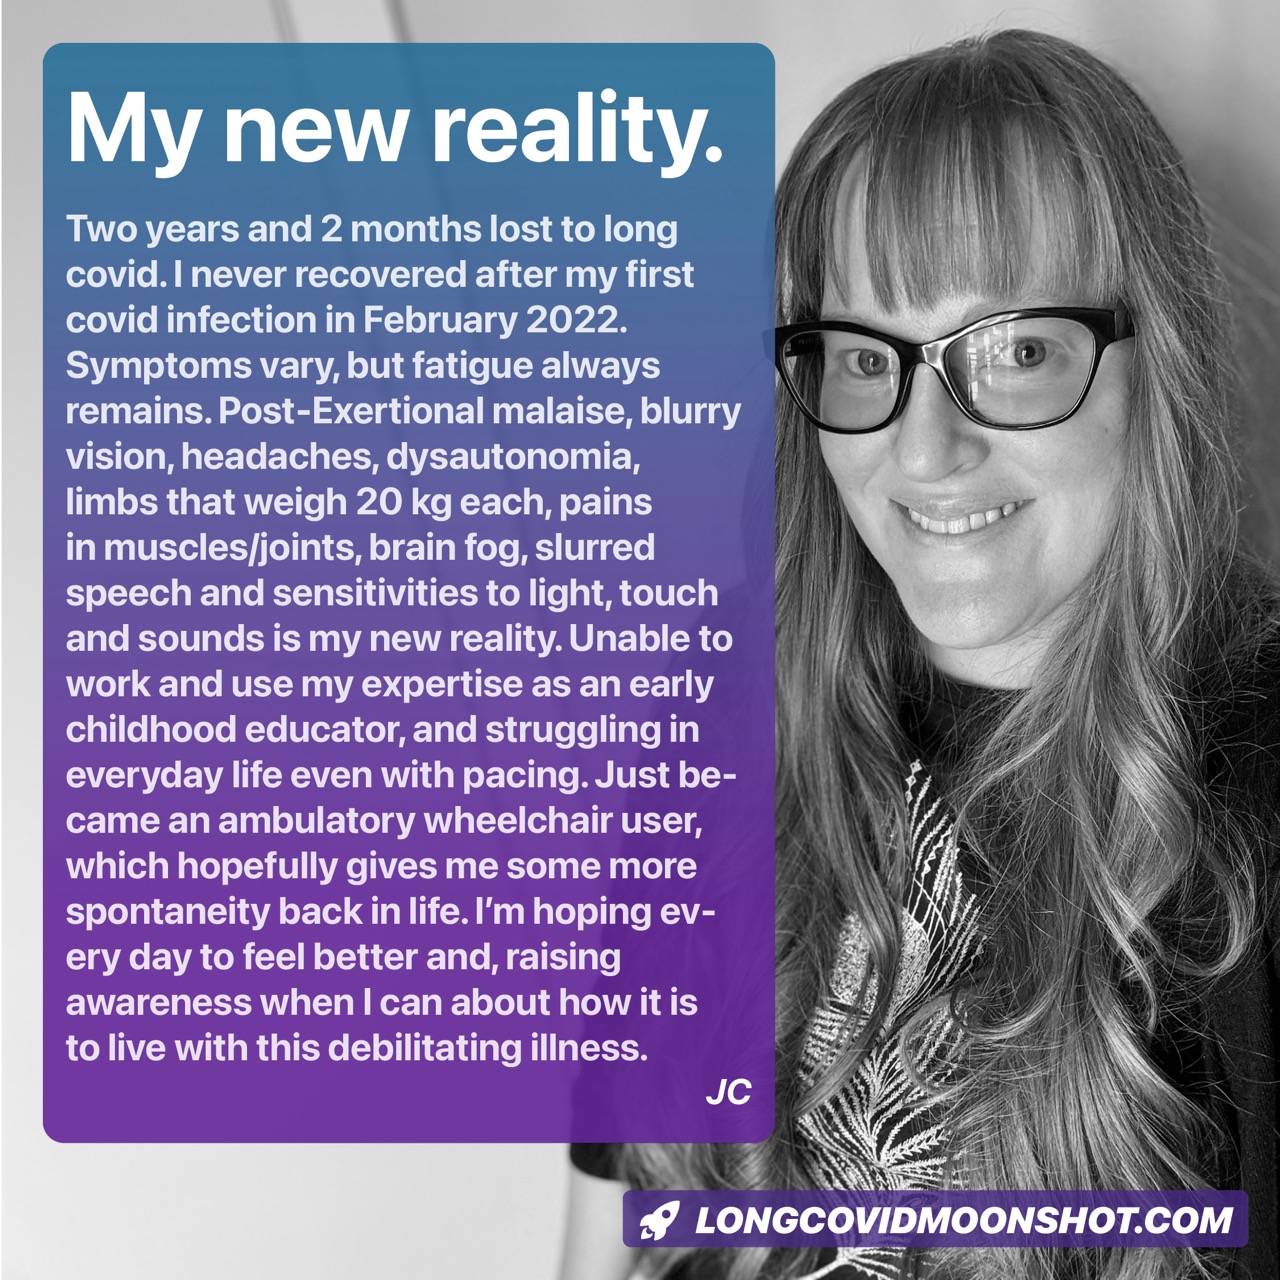 My new reality.
Two years and 2 months lost to long
covid. I never recovered after my first
covid infection in February 2022.
Symptoms vary, but fatigue always
remains. Post-Exertional malaise, blurry
vision, headaches, dysautonomia,
limbs that weigh 20 kg each, pains
in muscles/joints, brain fog, slurred
speech and sensitivities to light, touch
and sounds is my new reality. Unable to
work and use my expertise as an early
childhood educator, and struggling in
everyday life even with pacing. Just be-
came an ambulatory wheelchair user,
which hopefully gives me some more
spontaneity back in life. I’m hoping ev-
ery day to feel better and, raising
awareness when I can about how it is
to live with this debilitating illness.
JC
LONGCOVIDMOONSHOT.COM